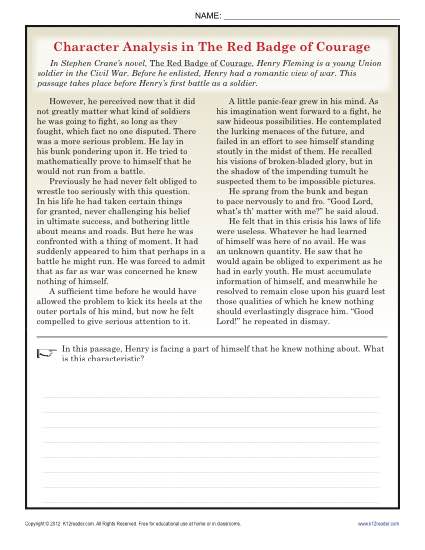 NAME:
Character Analysis in The Red Badge of Courage
In Stephen Crane's novel, The Red Badge of Courage, Henry Fleming is a young Union
soldier in the Civil War. Before he enlisted, Henry had a romantic view of war. This
passage takes place before Henry's first battle as a soldier.
However, he perceived now that it did
not greatly matter what kind of soldiers
he was going to fight, so long as they
fought, which fact no one disputed. There
was a more serious problem. He lay in
his bunk pondering upon it. He tried to
mathematically prove to himself that he
would not run from a battle.
Previously he had never felt obliged to
wrestle too seriously with this question.
In his life he had taken certain things
for granted, never challenging his belief
in ultimate success, and bothering little
about means and roads. But here he was
confronted with a thing of moment. It had
suddenly appeared to him that perhaps in a
battle he might run. He was forced to admit
that as far as war was concerned he knew
nothing of himself.
A sufficient time before he would have
allowed the problem to kick its heels at the
outer portals of his mind, but now he felt
compelled to give serious attention to it.
A little panic-fear grew in his mind. As
his imagination went forward to a fight, he
saw hideous possibilities. He contemplated
the lurking menaces of the future, and
failed in an effort to see himself standing
stoutly in the midst of them. He recalled
his visions of broken-bladed glory, but in
the shadow of the impending tumult he
suspected them to be impossible pictures.
He sprang from the bunk and began
to pace nervously to and fro. "Good Lord,
what's th' matter with me?" he said aloud.
He felt that in this crisis his laws of life
were useless. Whatever he had learned
of himself was here of no avail. He was
an unknown quantity. He saw that he
would again be obliged to experiment as he
had in early youth. He must accumulate
information of himself, and meanwhile he
resolved to remain close upon his guard lest
those qualities of which he knew nothing
should everlastingly disgrace him. "Good
Lord!" he repeated in dismay.
In this passage, Henry is facing a part of himself that he knew nothing about. What
is this characteristic?
Copyright © 2012 K12reader.com. All Rights Reserved. Free for educational use at home or in classrooms.
www.k12reader.com